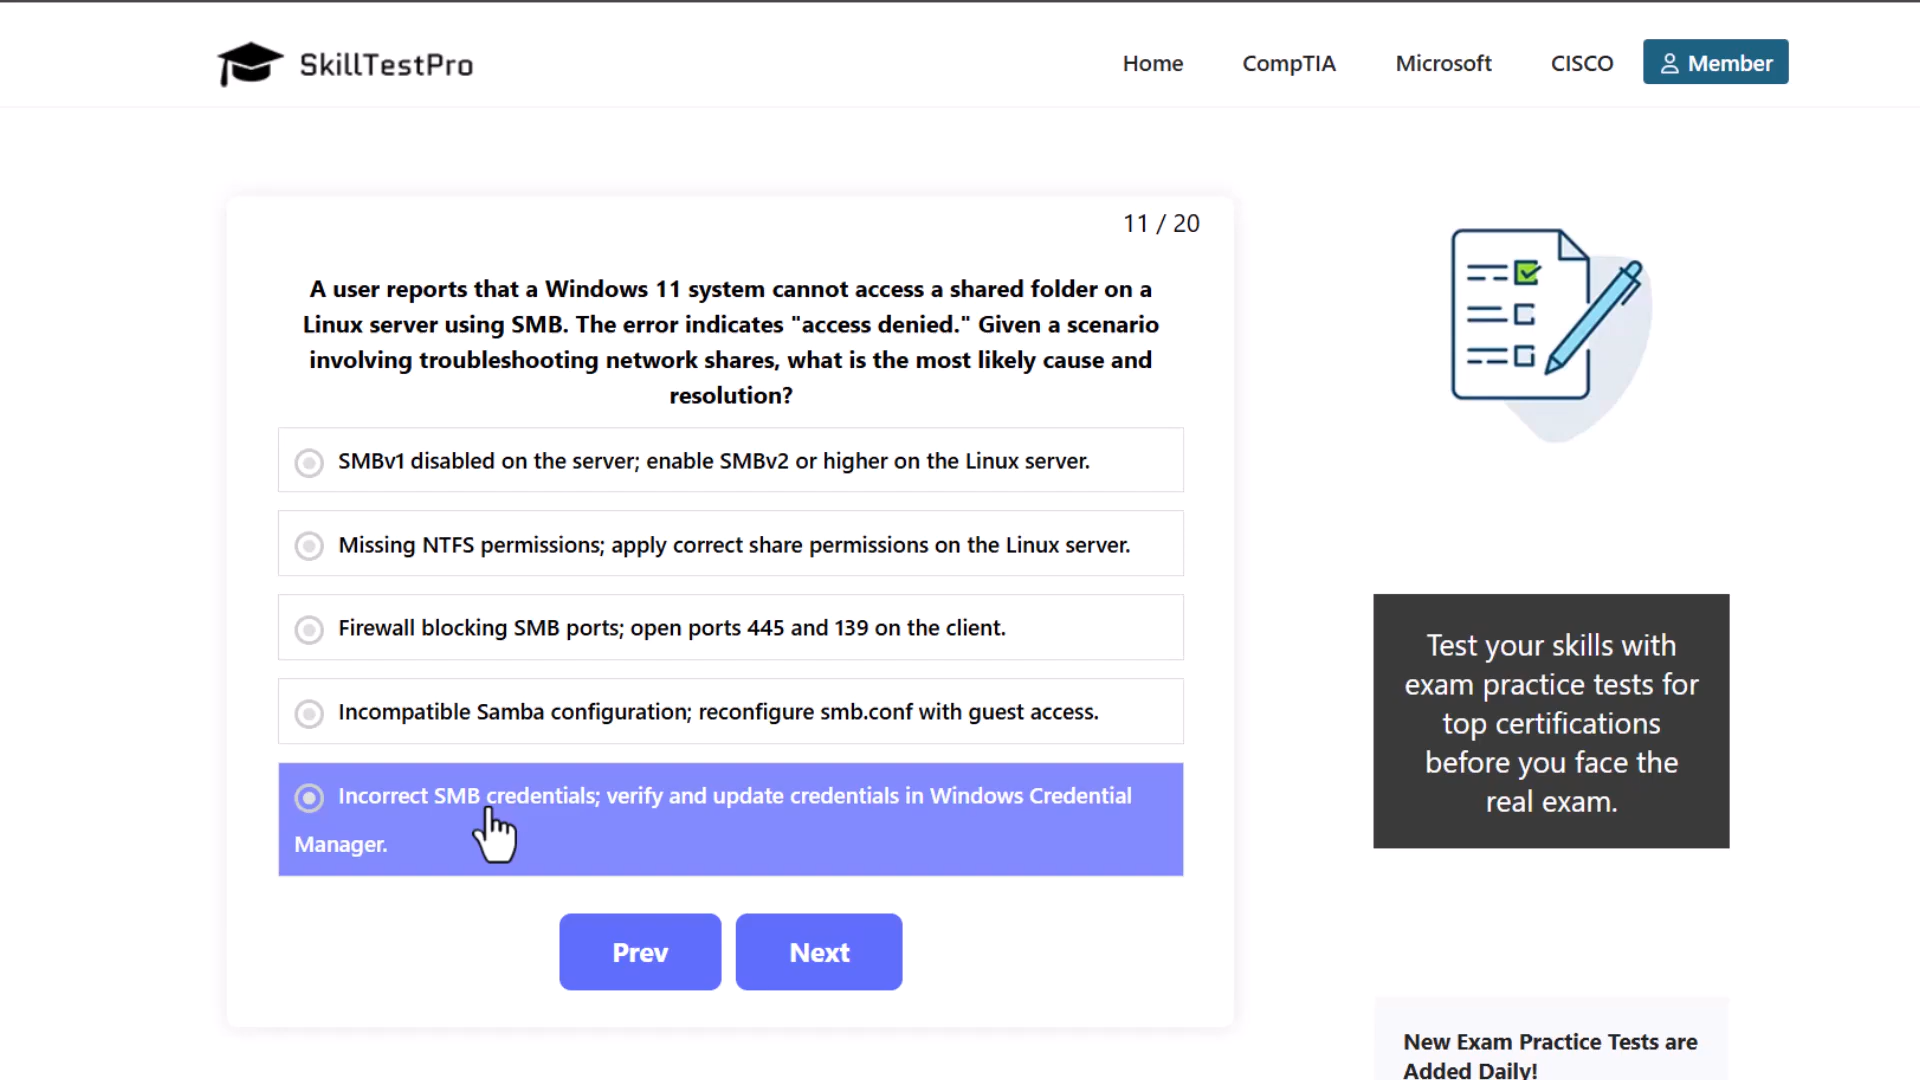 SkillTestPro
Home
CompTIA
Microsoft
CISCO
Member
11 / 20
A user reports that a Windows 11 system cannot access a shared folder on a
Linux server using SMB. The error indicates "access denied." Given a scenario
involving troubleshooting network shares, what is the most likely cause and
resolution?
SMBv1 disabled on the server; enable SMBv2 or higher on the Linux server.
Missing NTFS permissions; apply correct share permissions on the Linux server.
Firewall blocking SMB ports; open ports 445 and 139 on the client.
Incompatible Samba configuration; reconfigure smb.conf with guest access.
Incorrect SMB credentials; verify and update credentials in Windows Credential
Manager.
Prev
Next
Test your skills with
exam practice tests for
top certifications
before you face the
real exam.
New Exam Practice Tests are
Added Daily!